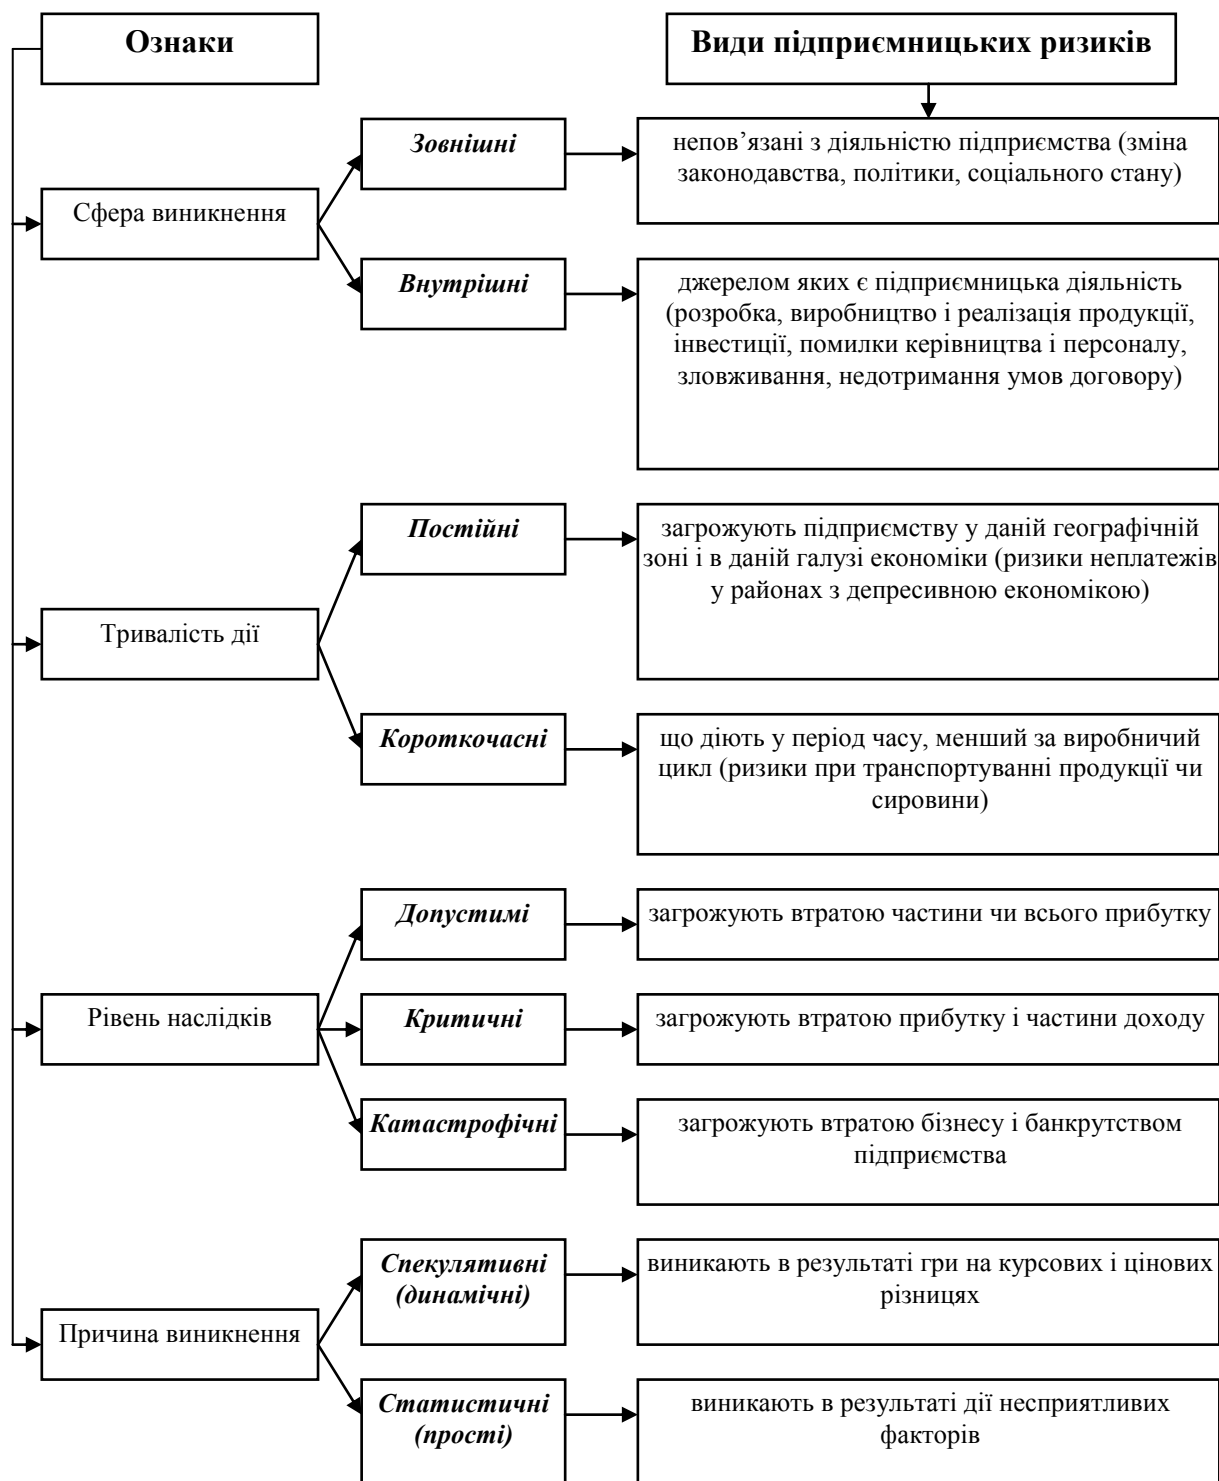 Ознаки
Види підприємницьких ризиків
Сфера виникнення
Зовнішні
непов’язані з діяльністю підприємства (зміна
законодавства, політики, соціального стану)
Внутрішні
джерелом яких є підприємницька діяльність
(розробка, виробництво і реалізація продукції,
інвестиції, помилки керівництва і персоналу,
зловживання, недотримання умов договору)
Тривалість дії
Постійні
загрожують підприємству у даній географічній
зоні і в даній галузі економіки (ризики неплатежів
у районах з депресивною економікою)
Короткочасні
що діють у період часу, менший за виробничий
цикл (ризики при транспортуванні продукції чи
сировини)
Рівень наслідків
Допустимі
загрожують втратою частини чи всього прибутку
Критичні
загрожують втратою прибутку і частини доходу
Катастрофічні
загрожують втратою бізнесу і банкрутством
підприємства
Причина виникнення
Спекулятивні
(динамічні)
виникають в результаті гри на курсових і цінових
різницях
Статистичні
(прості)
виникають в результаті дії несприятливих
факторів